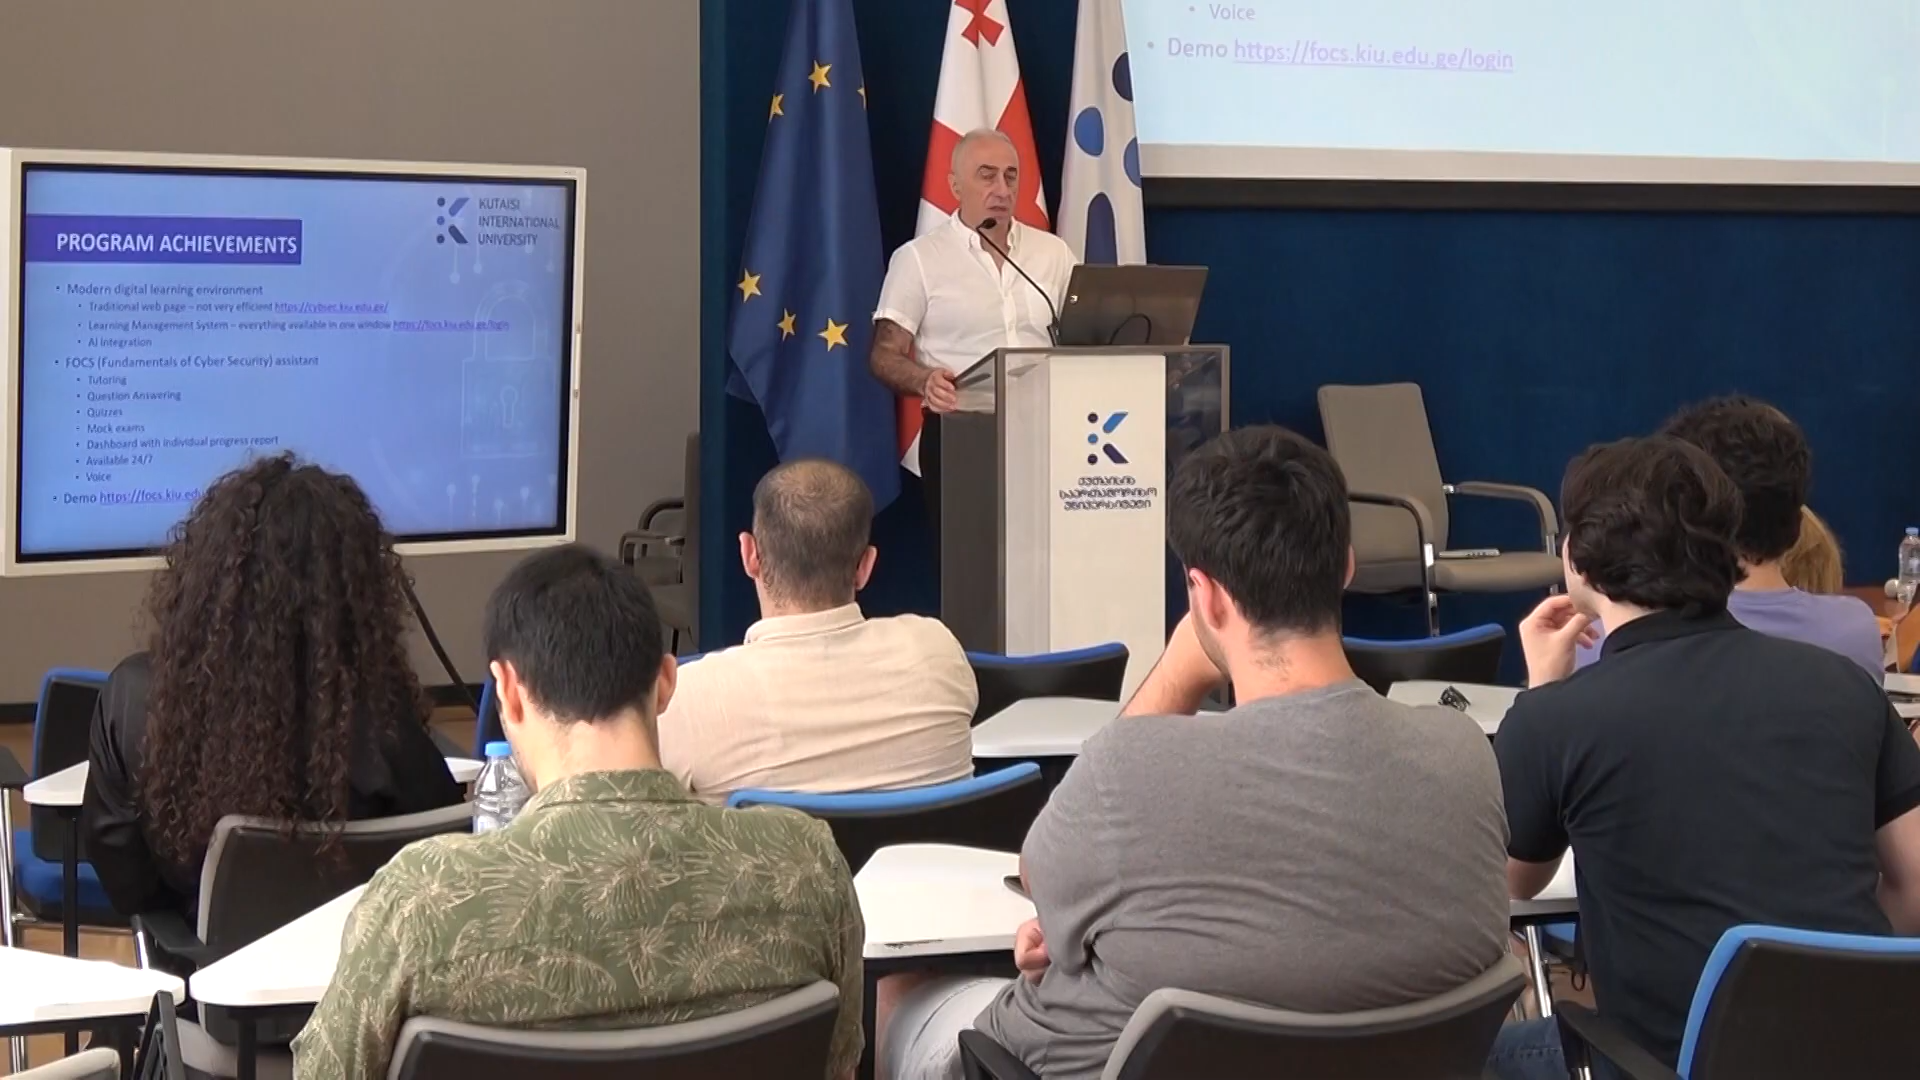 KUTAISI
INTERNATIONAL
UNIVERSITY
PROGRAM ACHIEVEMENTS
• Modern digital learning environment
• Traditional web page – not very efficient https://cybsec.kiu.edu.ge/
• Learning Management System – everything available in one window https://focs.kiu.edu.ge/login
• AI integration
• FOCS (Fundamentals of Cyber Security) assistant
• Tutoring
• Question Answering
• Quizzes
• Mock exams
• Dashboard with individual progress report
• Available 24/7
• Voice
• Demo https://focs.kiu.edu
• Voice
• Demo https://focs.kiu.edu.ge/login
ქუთაისის
საერთაშორისო
უნივერსიტეტი